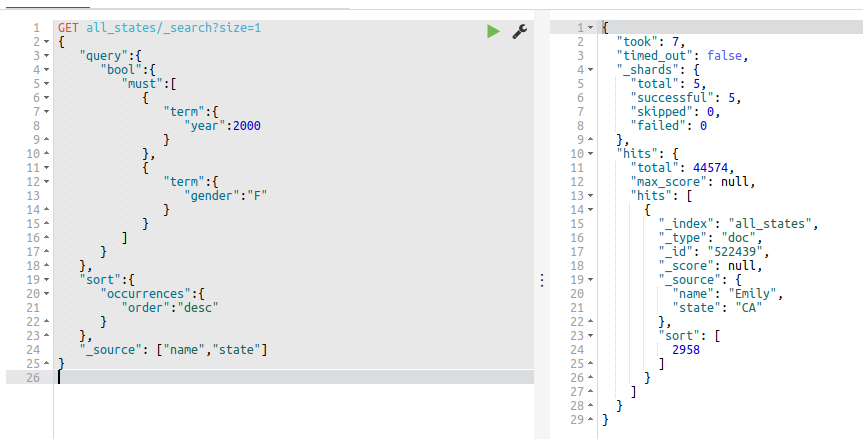 1 GET all_states/_search?size=1
2 {
3 "query":{
4 "bool":{
5 "must":[
6 {
7 "term":{
8 "year":2000
9 }
10 },
11 {
12 "term":{
13 "gender":"F"
14 }
15 }
16 ]
17 }
18 },
19 "sort":{
20 "occurrences":{
21 "order":"desc"
22 }
23 },
24 "_source": ["name","state"]
25 }
26
1 {
2 "took": 7,
3 "timed_out": false,
4 "_shards": {
5 "total": 5,
6 "successful": 5,
7 "skipped": 0,
8 "failed": 0
9 },
10 "hits": {
11 "total": 44574,
12 "max_score": null,
13 "hits": [
14 {
15 "_index": "all_states",
16 "_type": "doc",
17 "_id": "522439",
18 "_score": null,
19 "_source": {
20 "name": "Emily",
21 "state": "CA"
22 },
23 "sort": [
24 2958
25 ]
26 }
27 ]
28 }
29 }